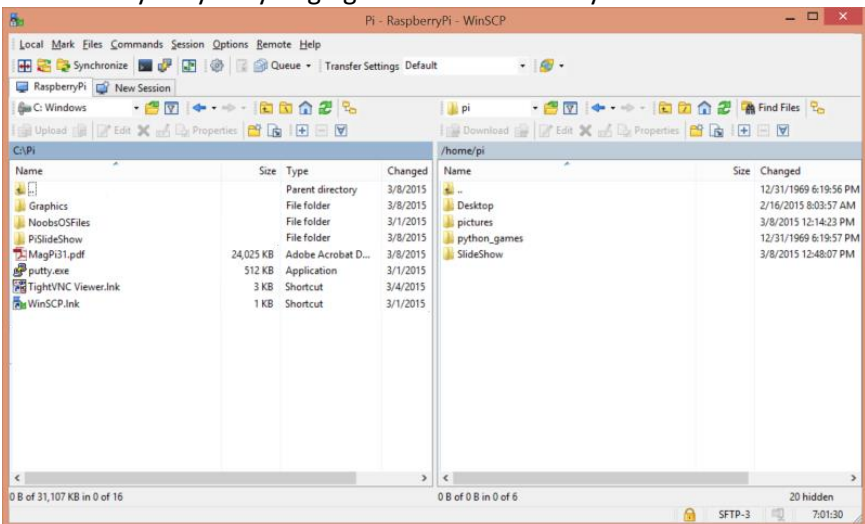 Pi - RaspberryPi - WinSCP
Local Mark Files Commands Session Options Remote Help
Synchronize Queue Transfer Settings Default
RaspberryPi New Session
C: Windows pi Find Files
Upload Edit Properties Download Edit Properties
C:\Pi /home/pi
Name Size Type Changed Name Size Changed
.. Parent directory 3/8/2015 .. 12/31/1969 6:19:56 PM
Graphics File folder 3/8/2015 Desktop 2/16/2015 8:03:57 AM
NoobsOSFiles File folder 3/1/2015 pictures 3/8/2015 12:14:23 PM
PiSlideShow File folder 3/8/2015 python_games 12/31/1969 6:19:57 PM
MagPi31.pdf 24,025 KB Adobe Acrobat D... 3/8/2015 SlideShow 3/8/2015 12:48:07 PM
putty.exe 512 KB Application 3/1/2015
TightVNC Viewer.lnk 3 KB Shortcut 3/4/2015
WinSCP.lnk 1 KB Shortcut 3/1/2015
0 B of 31,107 KB in 0 of 16 0 B of 0 B in 0 of 6 20 hidden
SFTP-3 7:01:30